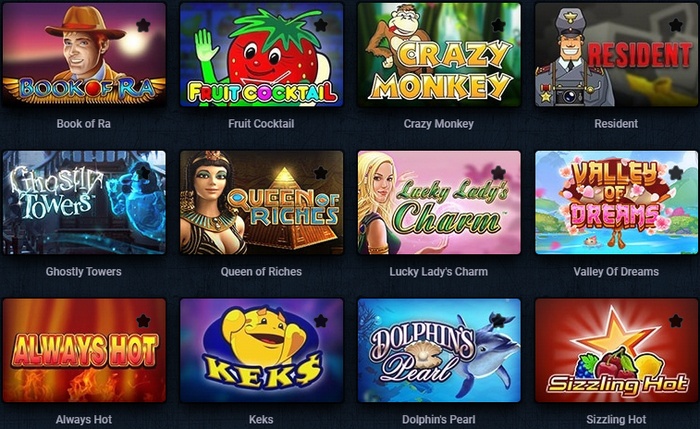 BOOK OF RA
FRUIT COCKTAIL
CRAZY
MONKEY
RESIDENT
Book of Ra
Fruit Cocktail
Crazy Monkey
Resident
Ghostly
Towers™
QUEEN OF
RICHES
Lucky Lady's
Charm™
VALLEY
OF
DREAMS
Ghostly Towers
Queen of Riches
Lucky Lady's Charm
Valley Of Dreams
ALWAYS HOT
KEK$
DOLPHIN'S
Pearl
Sizzling Hot
Always Hot
Keks
Dolphin's Pearl
Sizzling Hot